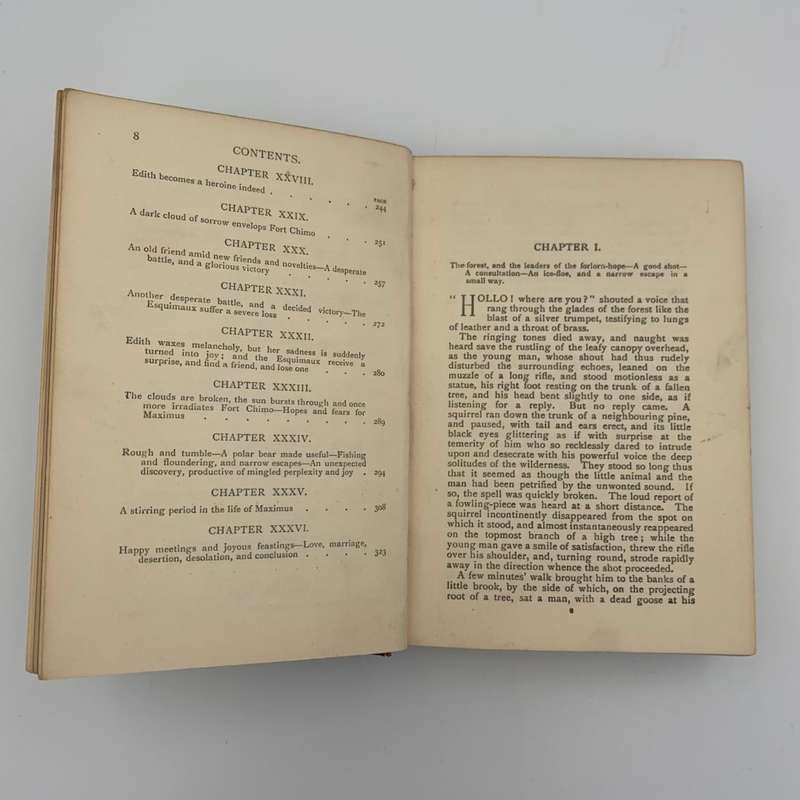 8
CONTENTS.
CHAPTER XXVIII.
PAGE
Edith becomes a heroine indeed . . . . . . 244
CHAPTER XXIX.
A dark cloud of sorrow envelops Fort Chimo . . . 251
CHAPTER XXX.
An old friend amid new friends and novelties—A desperate
battle, and a glorious victory . . . . . 257
CHAPTER XXXI.
Another desperate battle, and a decided victory—The
Esquimaux suffer a severe loss . . . . . 272
CHAPTER XXXII.
Edith waxes melancholy, but her sadness is suddenly
turned into joy; and the Esquimaux receive a
surprise, and find a friend, and lose one . . . 280
CHAPTER XXXIII.
The clouds are broken, the sun bursts through and once
more irradiates Fort Chimo—Hopes and fears for
Maximus . . . . . . . . 289
CHAPTER XXXIV.
Rough and tumble—A polar bear made useful—Fishing
and floundering, and narrow escapes—An unexpected
discovery, productive of mingled perplexity and joy . 294
CHAPTER XXXV.
A stirring period in the life of Maximus . . . . 308
CHAPTER XXXVI.
Happy meetings and joyous feastings—Love, marriage,
desertion, desolation, and conclusion . . . . 323
CHAPTER I.
The forest, and the leaders of the forlorn-hope—A good shot—
A consultation—An ice-floe, and a narrow escape in a
small way.
"HOLLO! where are you?" shouted a voice that
rang through the glades of the forest like the
blast of a silver trumpet, testifying to lungs
of leather and a throat of brass.
The ringing tones died away, and naught was
heard save the rustling of the leafy canopy overhead,
as the young man, whose shout had thus rudely
disturbed the surrounding echoes, leaned on the
muzzle of a long rifle, and stood motionless as a
statue, his right foot resting on the trunk of a fallen
tree, and his head bent slightly to one side, as if
listening for a reply. But no reply came. A
squirrel ran down the trunk of a neighbouring pine,
and paused, with tail and ears erect, and its little
black eyes glittering as if with surprise at the
temerity of him who so recklessly dared to intrude
upon and desecrate with his powerful voice the deep
solitudes of the wilderness. They stood so long thus
that it seemed as though the little animal and the
man had been petrified by the unwonted sound. If
so, the spell was quickly broken. The loud report of
a fowling-piece was heard at a short distance. The
squirrel incontinently disappeared from the spot on
which it stood, and almost instantaneously reappeared
on the topmost branch of a high tree; while the
young man gave a smile of satisfaction, threw the rifle
over his shoulder, and, turning round, strode rapidly
away in the direction whence the shot proceeded.
A few minutes' walk brought him to the banks of a
little brook, by the side of which, on the projecting
root of a tree, sat a man, with a dead goose at his